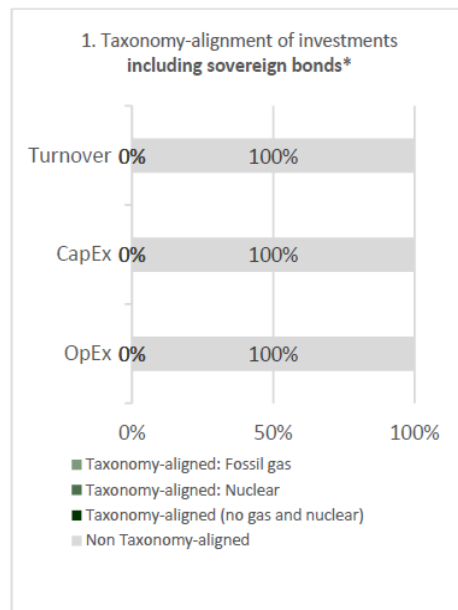 1. Taxonomy-alignment of investments
including sovereign bonds*
Turnover 0% 100%
CapEx 0% 100%
OpEx 0% 100%
0% 50% 100%
Taxonomy-aligned: Fossil gas
Taxonomy-aligned: Nuclear
Taxonomy-aligned (no gas and nuclear)
Non Taxonomy-aligned